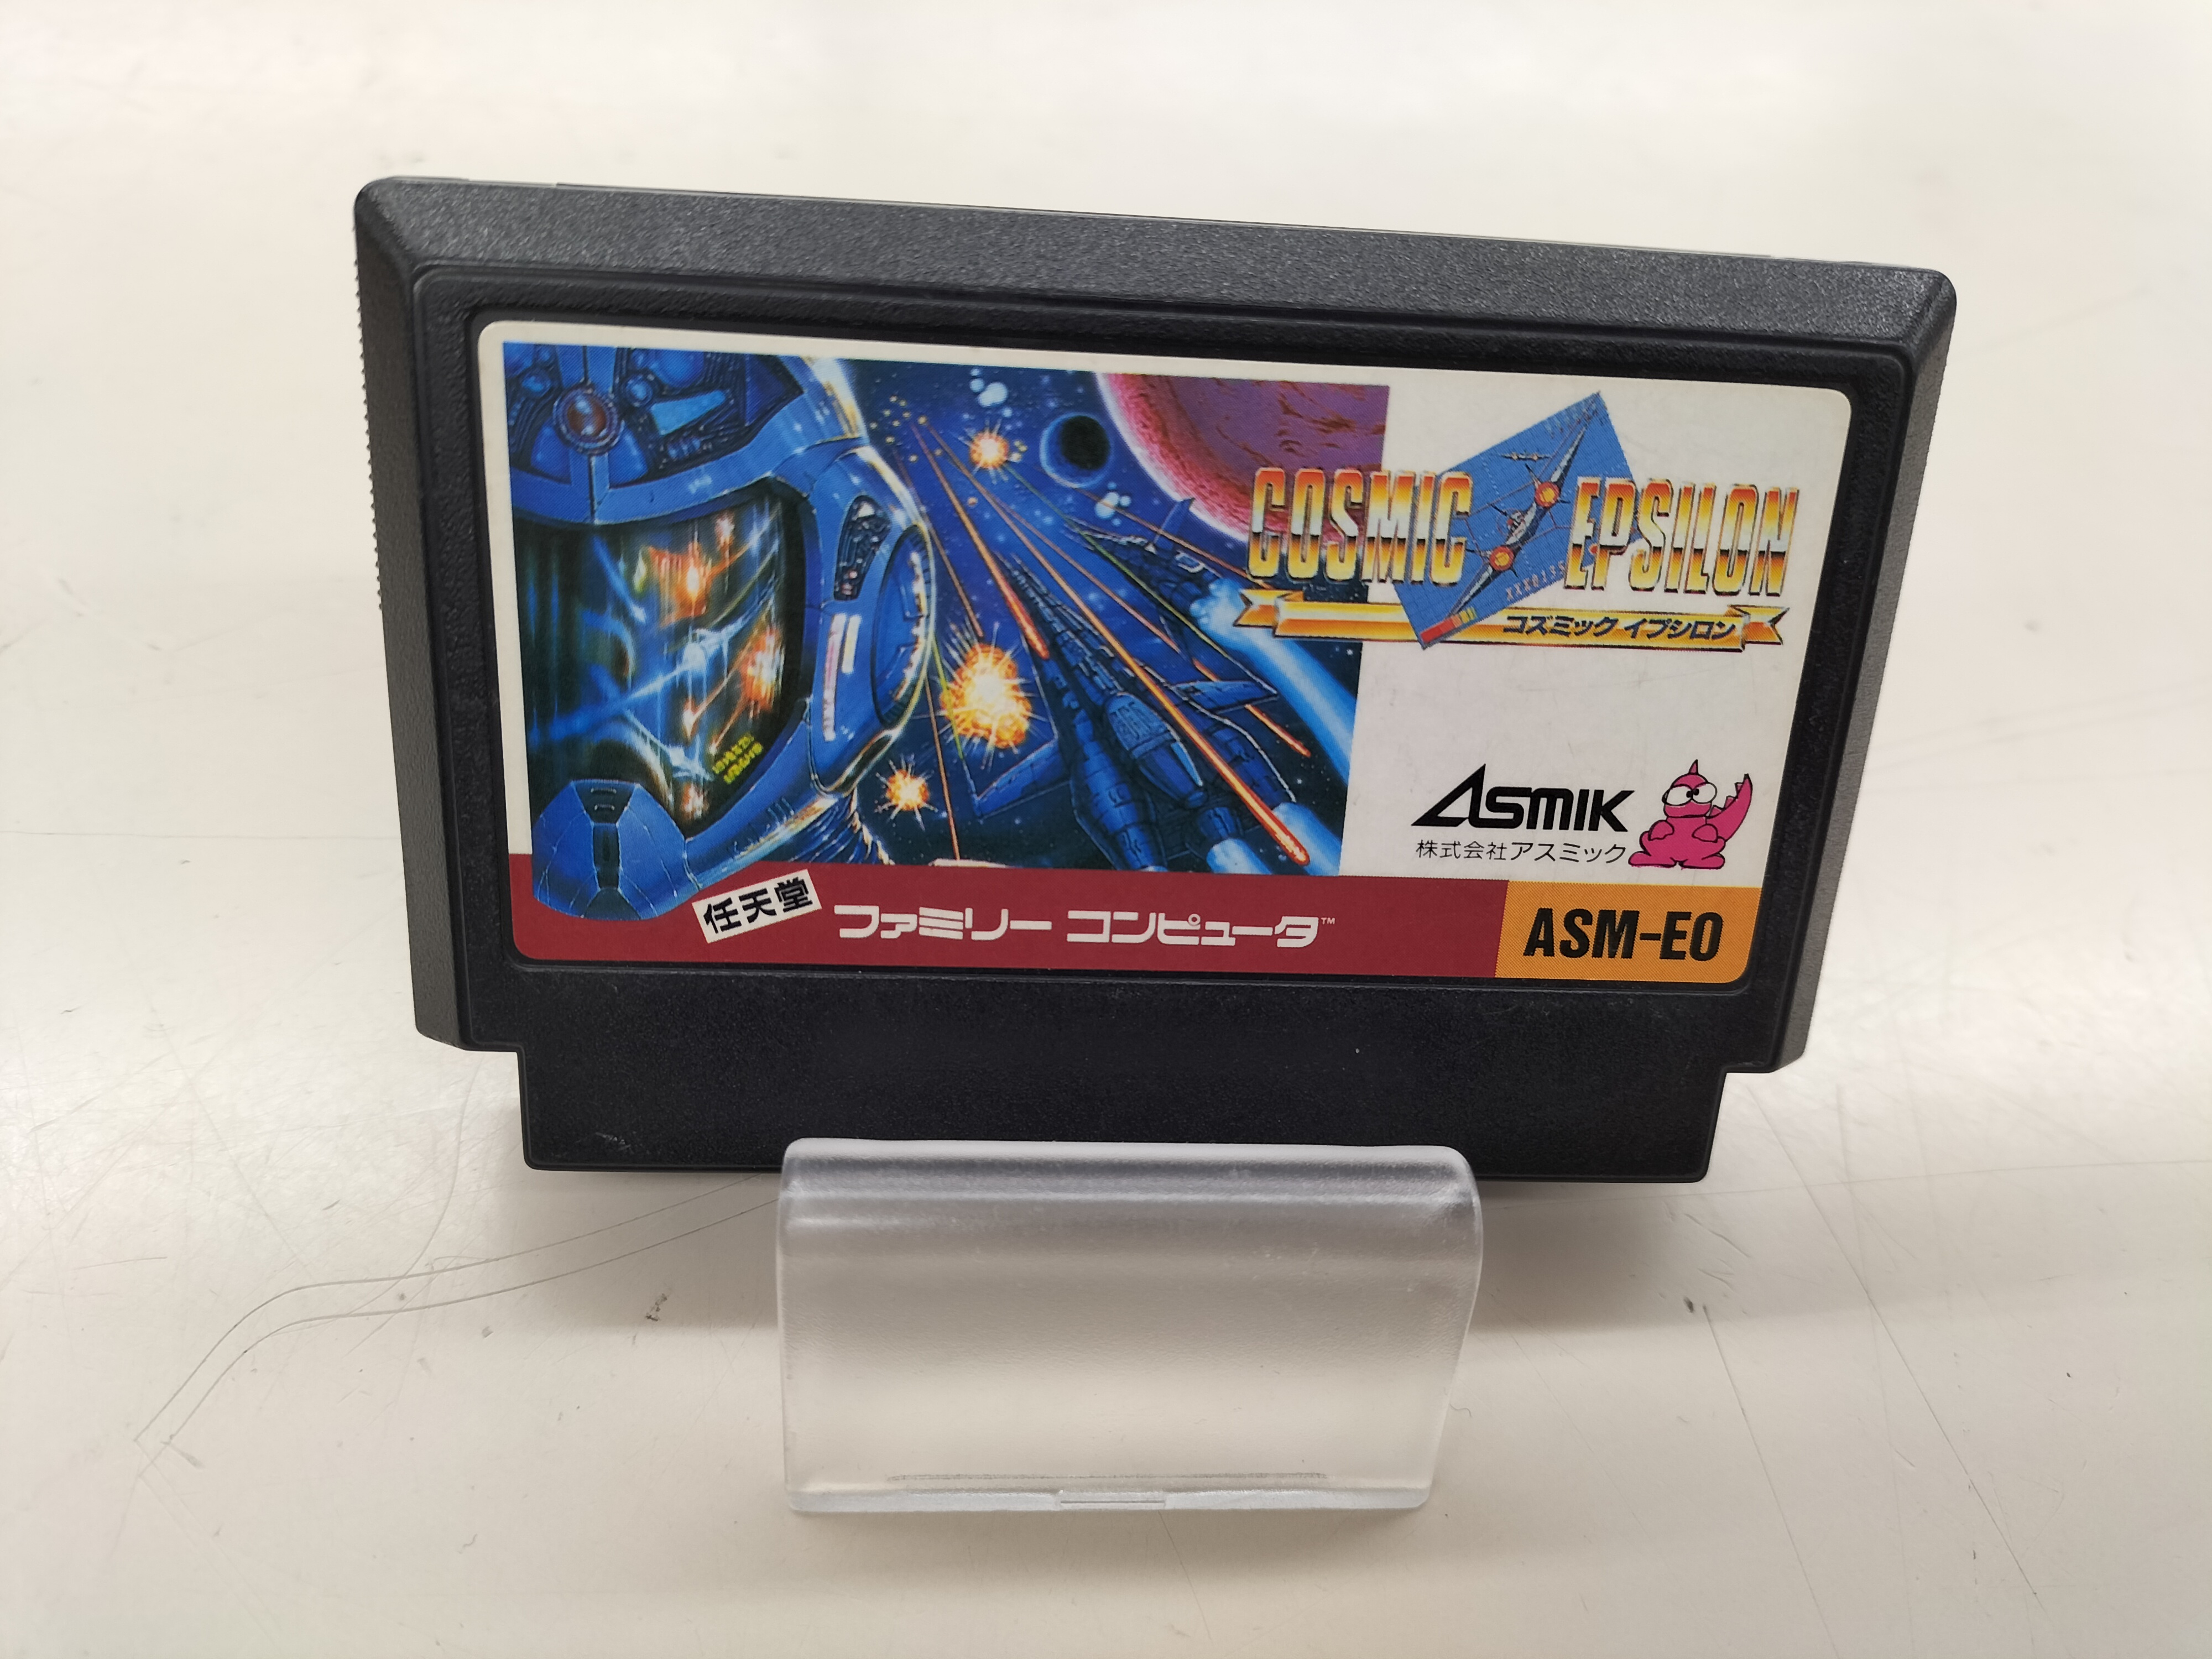 COSMIC EPSILON
XXX0135
コズミック イプシロン
ASMIK
株式会社アスミック
任天堂 ファミリー コンピュータ™
ASM-EO